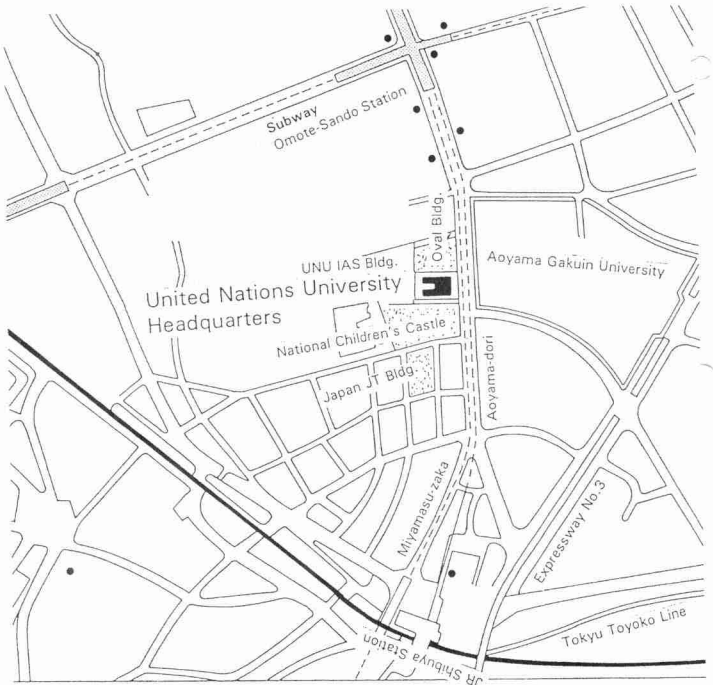 Subway
Omote-Sando Station
Oval Bldg.
UNU IAS Bldg.
United Nations University
Headquarters
Aoyama Gakuin University
National Children's Castle
Japan JT Bldg.
Aoyama-dori
Miyamasu-zaka
Expressway No.3
Tokyu Toyoko Line
JR Shibuya Station